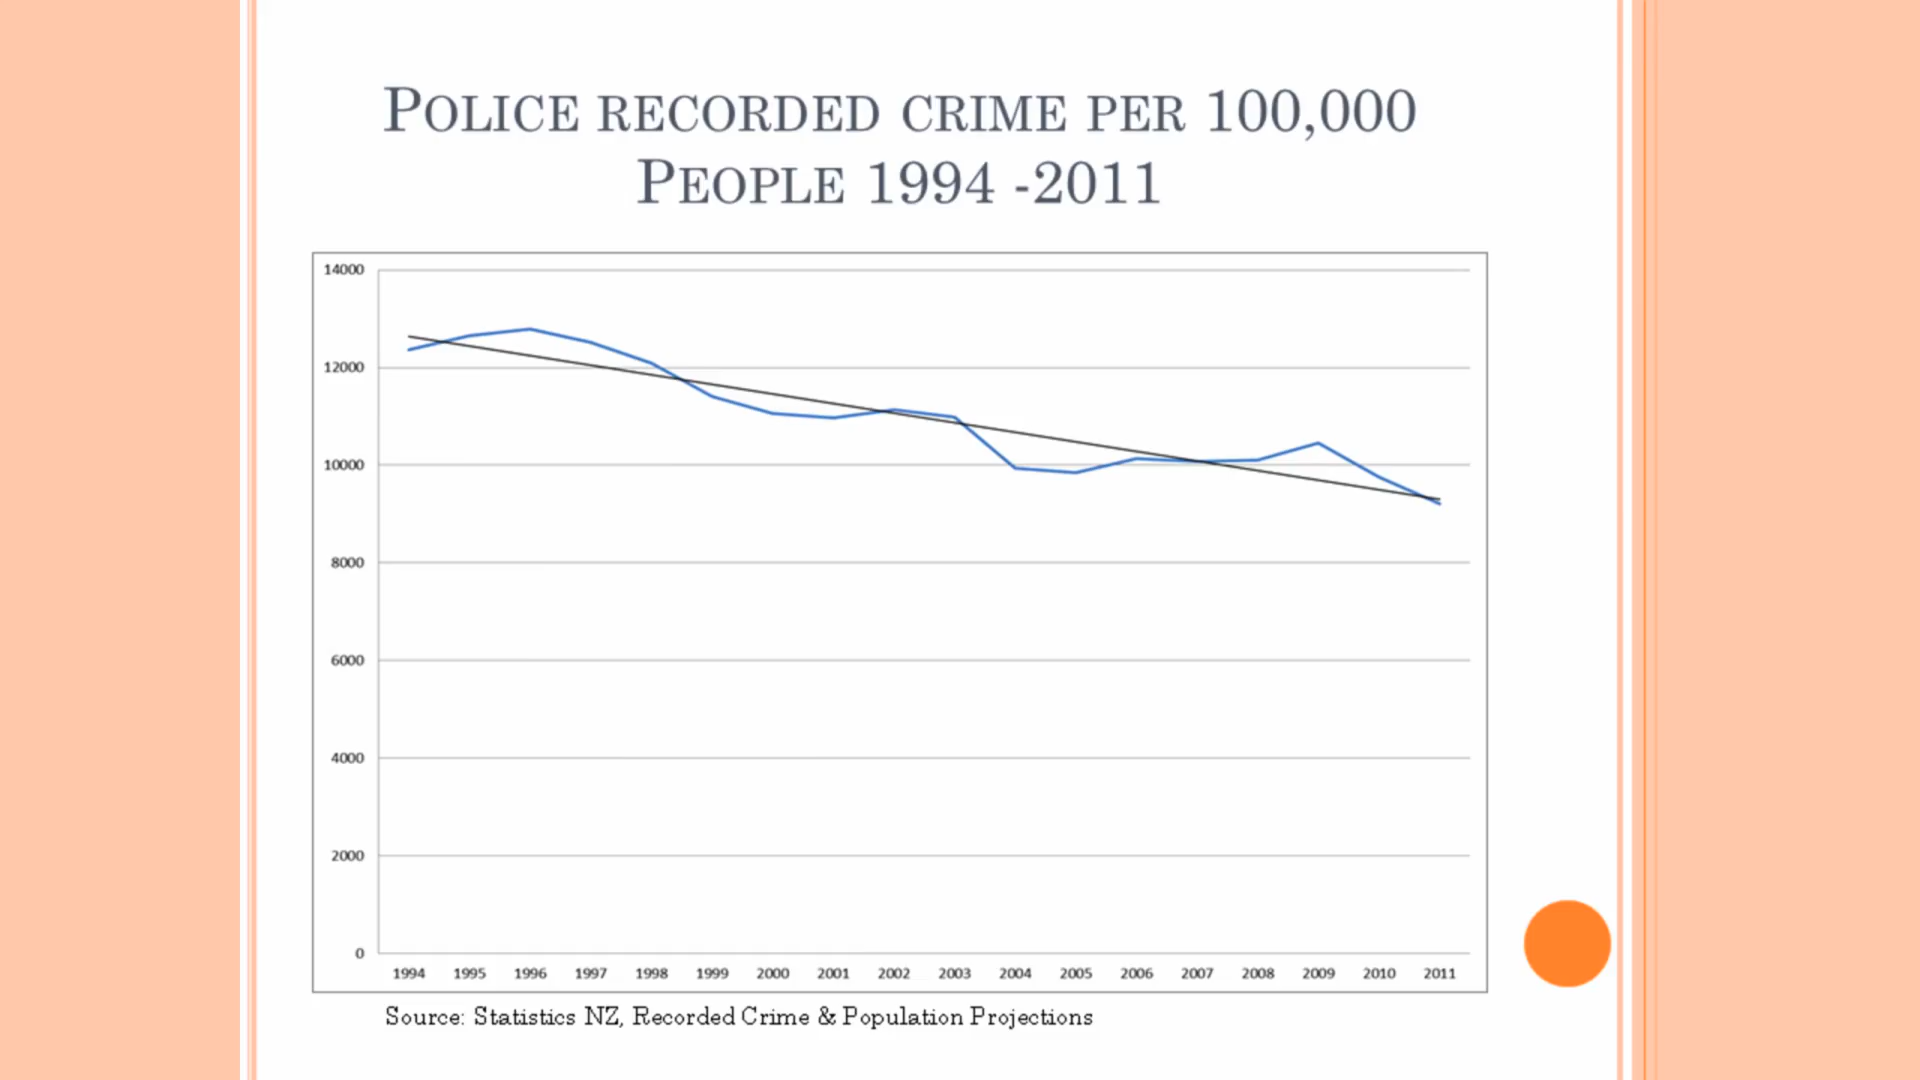 Police recorded crime per 100,000
People 1994 -2011
14000
12000
10000
8000
6000
4000
2000
0
1994 1995 1996 1997 1998 1999 2000 2001 2002 2003 2004 2005 2006 2007 2008 2009 2010 2011
Source: Statistics NZ, Recorded Crime & Population Projections